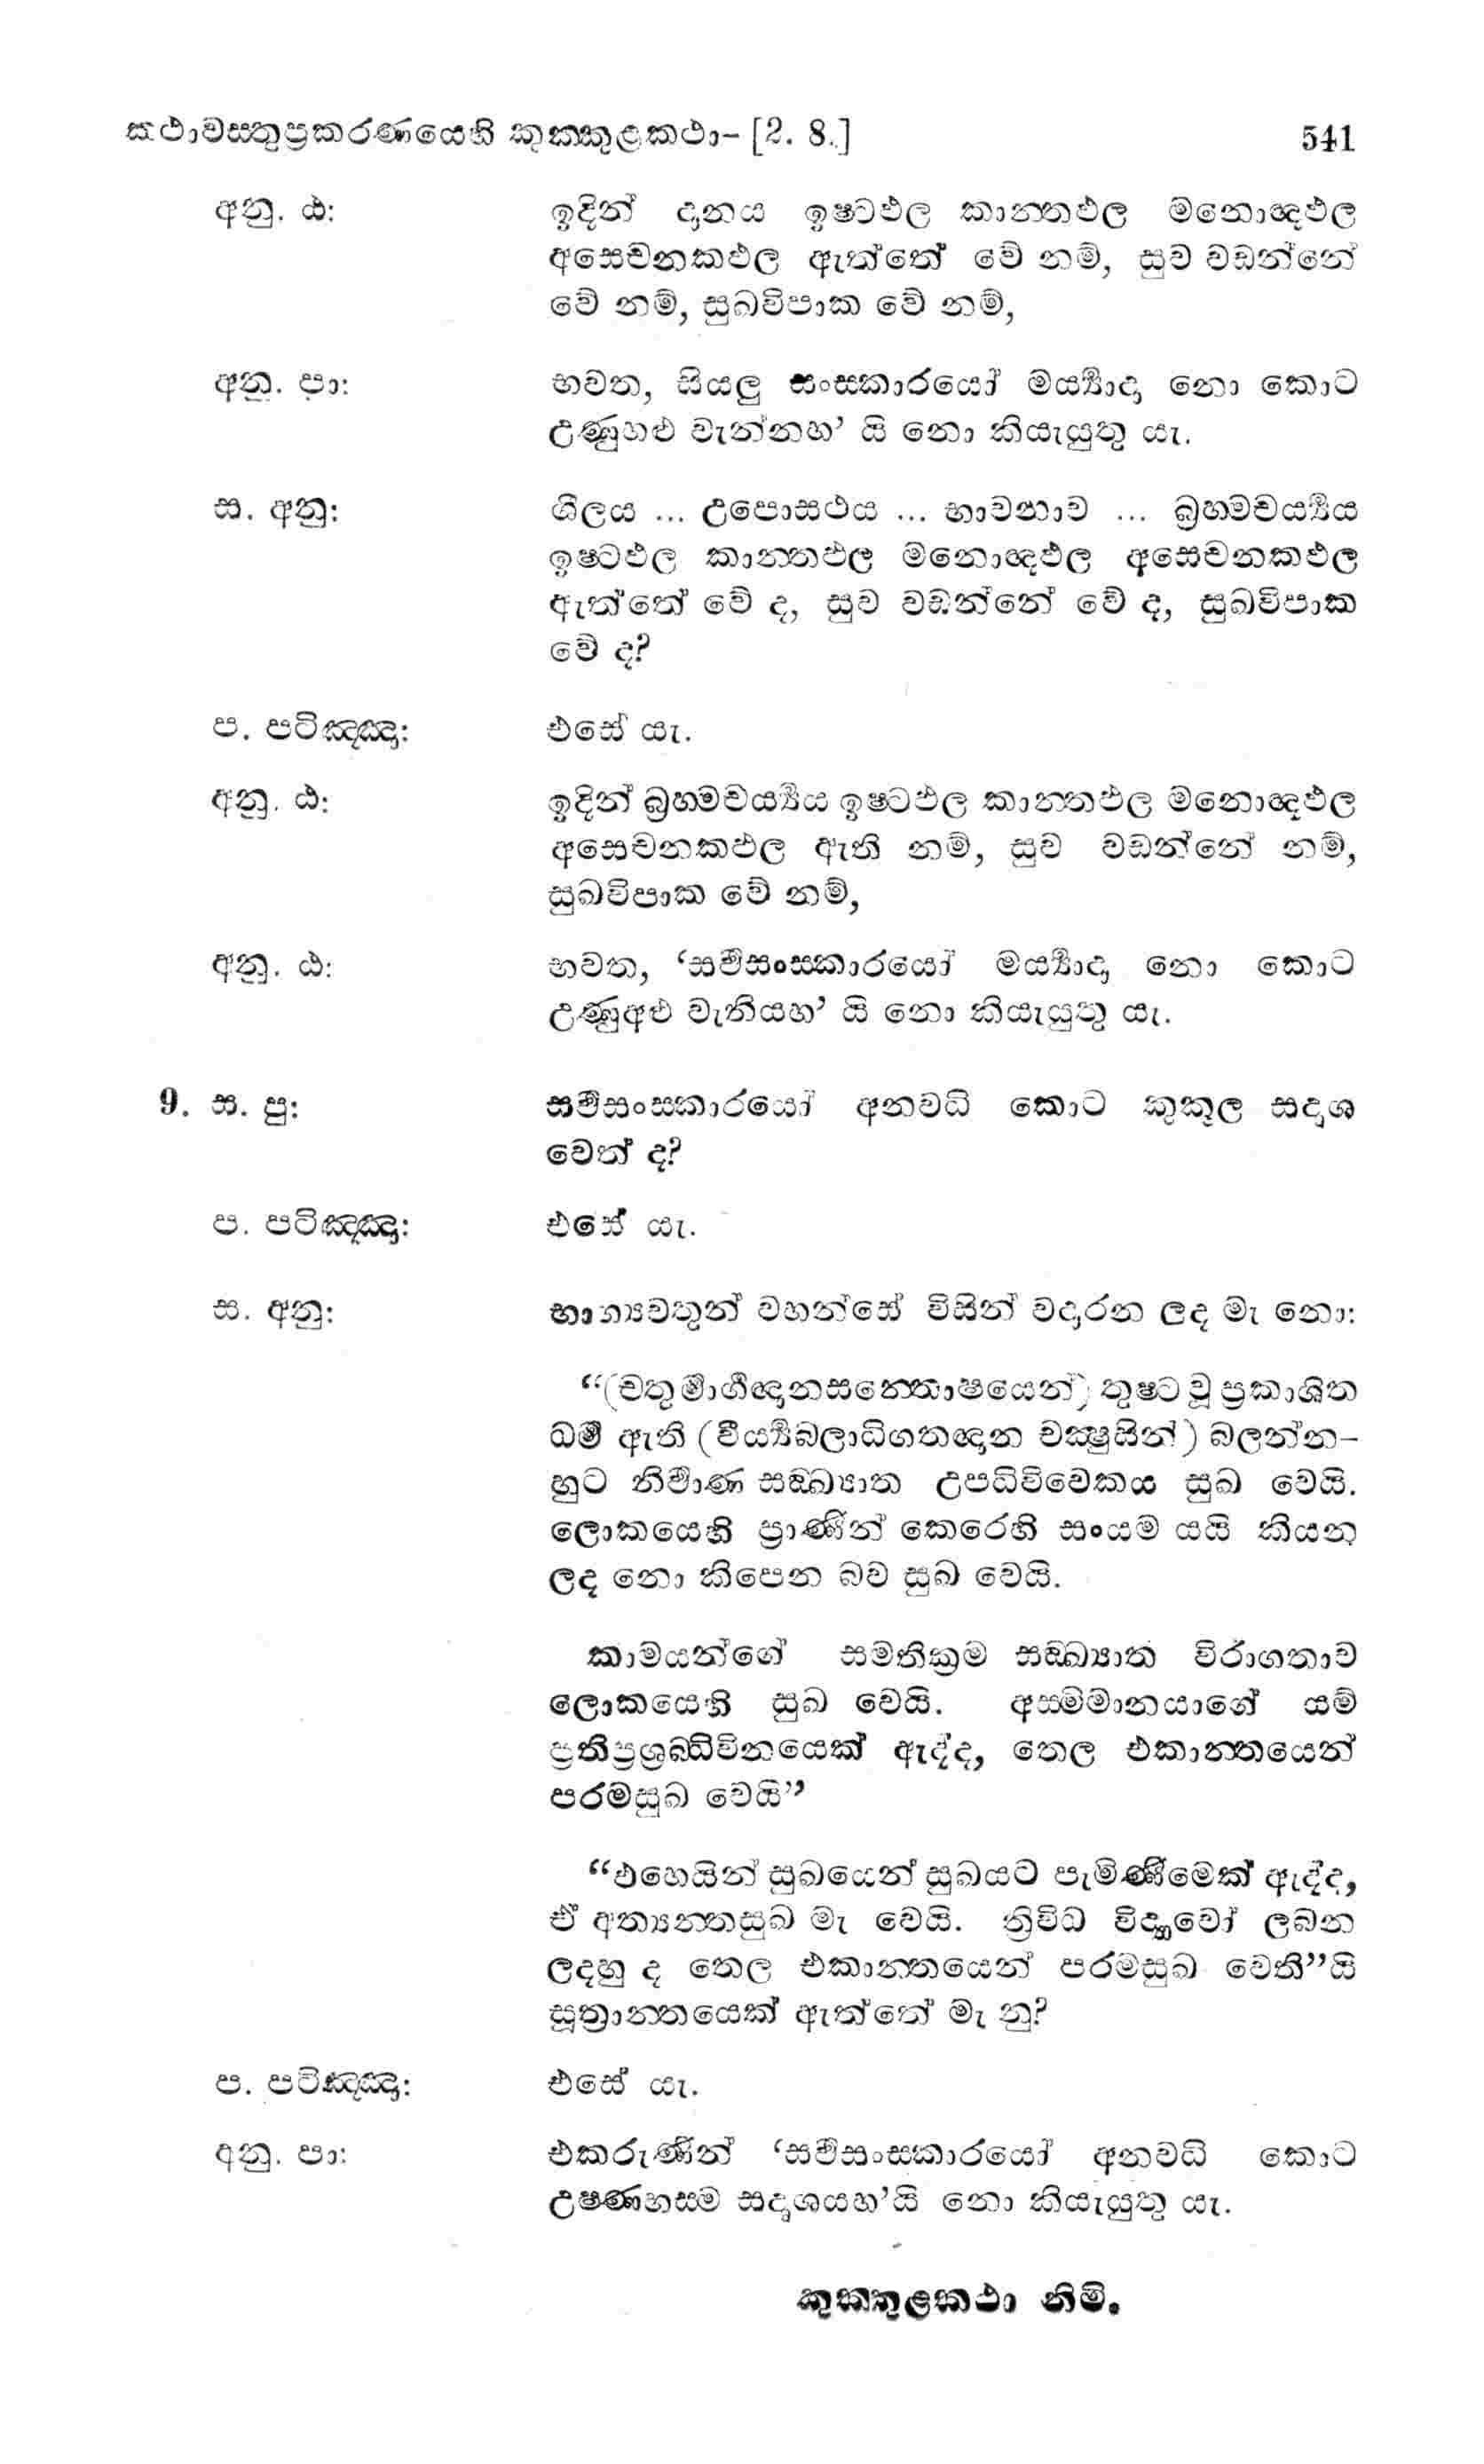 කථාවස්තුප්‍රකරණයෙහි කුක්කුළකථා- [2. 8.] 541
අනු. ඨ: ඉදින් දානය ඉෂ්ටඵල කාන්තඵල මනොඥඵල
අසෙචනකඵල ඇත්තේ වේ නම්, සුව වඩන්නේ
වේ නම්, සුඛවිපාක වේ නම්,
අනු. පා: භවත, සියලු සංස්කාරයෝ මර්‍ය්‍යාදා නො කොට
උණුහළු වැන්නහ’ යි නො කියැයුතු යැ.
ස. අනු: ශීලය ... උපොසථය ... භාවනාව ... බ්‍රහ්මචර්‍ය්‍යය
ඉෂ්ටඵල කාන්තඵල මනොඥඵල අසෙචනකඵල
ඇත්තේ වේ ද, සුව වඩන්නේ වේ ද, සුඛවිපාක
වේ ද?
ප. පටිඤ්ඤා: එසේ යැ.
අනු. ඨ: ඉදින් බ්‍රහ්මචර්‍ය්‍යය ඉෂ්ටඵල කාන්තඵල මනොඥඵල
අසෙචනකඵල ඇති නම්, සුව වඩන්නේ නම්,
සුඛවිපාක වේ නම්,
අනු. ඨ: භවත, ‘සර්‍වසංස්කාරයෝ මර්‍ය්‍යාදා නො කොට
උණුඅළු වැනියහ’ යි නො කියැයුතු යැ.
9. ස. පු: සර්‍වසංස්කාරයෝ අනවධි කොට කුකූල සදෘශ
වෙත් ද?
ප. පටිඤ්ඤා: එසේ යැ.
ස. අනු: භාග්‍යවතුන් වහන්සේ විසින් වදාරන ලද මැ නො:
“(චතුර්‍මාර්‍ගඥානසන්තොෂයෙන්) තුෂ්ට වූ ප්‍රකාශිත
ධර්‍ම ඇති (වීර්‍ය්‍යබලාධිගතඥාන චක්ෂුසින්) බලන්න-
හුට නිර්‍වාණ සඞ්ඛ්‍යාත උපධිවිවෙකය සුඛ වෙයි.
ලොකයෙහි ප්‍රාණීන් කෙරෙහි සංයම යයි කියන
ලද නො කිපෙන බව සුඛ වෙයි.
කාමයන්ගේ සමතික්‍රම සඞ්ඛ්‍යාත විරාගතාව
ලොකයෙහි සුඛ වෙයි. අස්මිමානයාගේ යම්
ප්‍රතිප්‍රශ්‍රබ්ධිවිනයෙක් ඇද්ද, තෙල එකාන්තයෙන්
පරමසුඛ වෙයි”
“එහෙයින් සුඛයෙන් සුඛයට පැමිණීමෙක් ඇද්ද,
ඒ අත්‍යන්තසුඛ මැ වෙයි. ත්‍රිවිධ විද්‍යාවෝ ලබන
ලදහු ද තෙල එකාන්තයෙන් පරමසුඛ වෙති”යි
සූත්‍රාන්තයෙක් ඇත්තේ මැ නු?
ප. පටිඤ්ඤා: එසේ යැ.
අනු. පා: එකරුණින් ‘සර්‍වසංස්කාරයෝ අනවධි කොට
උෂ්ණහස්ම සදෘශයහ’යි නො කියැයුතු යැ.
කුක්කුළකථා නිමි.